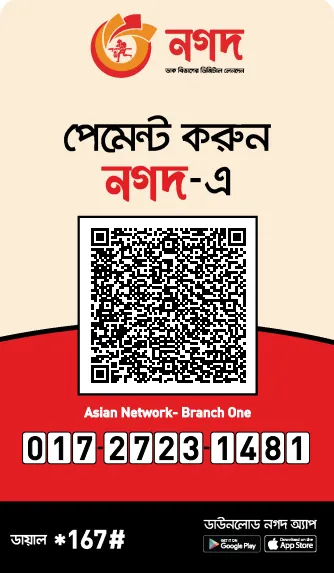 নগদ
ডাক বিভাগের ডিজিটাল লেনদেন
পেমেন্ট করুন
নগদ-এ
Asian Network- Branch One
017-2723-1481
ডাউনলোড নগদ অ্যাপ
ডায়াল *167#
GET IT ON
Google Play
Download on the
App Store